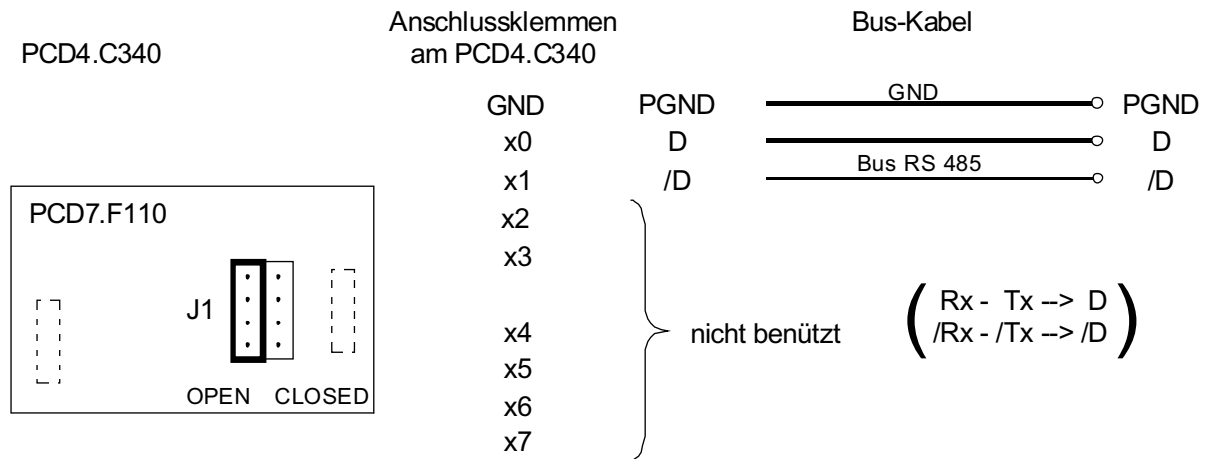 PCD4.C340
Anschlussklemmen
am PCD4.C340
Bus-Kabel
GND PGND GND PGND
x0 D D
x1 /D Bus RS 485 /D
x2
x3
x4
x5
x6
x7
nicht benützt
( Rx - Tx --> D
/Rx - /Tx --> /D )
PCD7.F110
J1
OPEN CLOSED